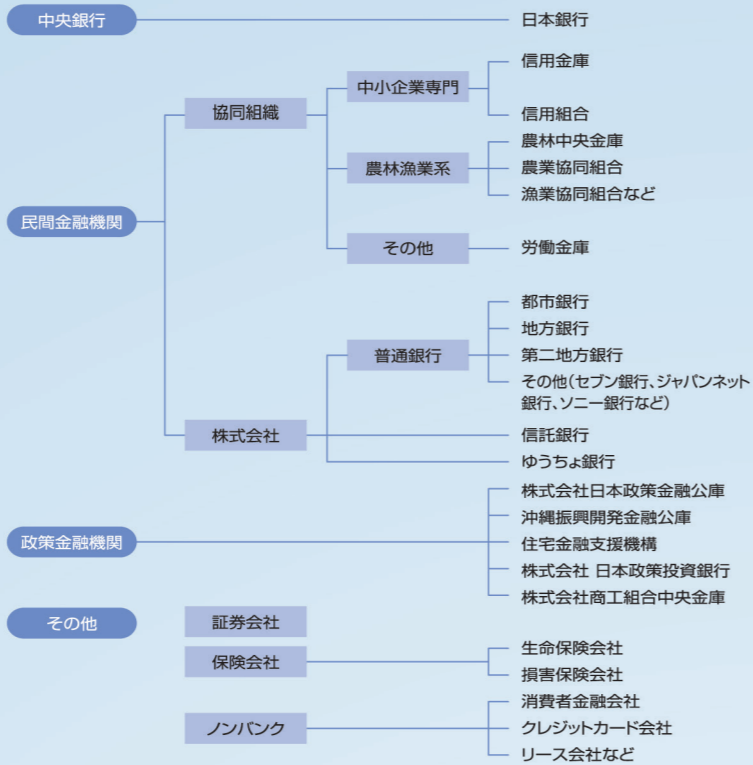 中央銀行
日本銀行
民間金融機関
協同組織
中小企業専門
信用金庫
信用組合
農林漁業系
農林中央金庫
農業協同組合
漁業協同組合など
その他
労働金庫
株式会社
普通銀行
都市銀行
地方銀行
第二地方銀行
その他(セブン銀行、ジャパンネット
銀行、ソニー銀行など)
信託銀行
ゆうちょ銀行
政策金融機関
株式会社日本政策金融公庫
沖縄振興開発金融公庫
住宅金融支援機構
株式会社 日本政策投資銀行
株式会社商工組合中央金庫
その他
証券会社
保険会社
生命保険会社
損害保険会社
ノンバンク
消費者金融会社
クレジットカード会社
リース会社など